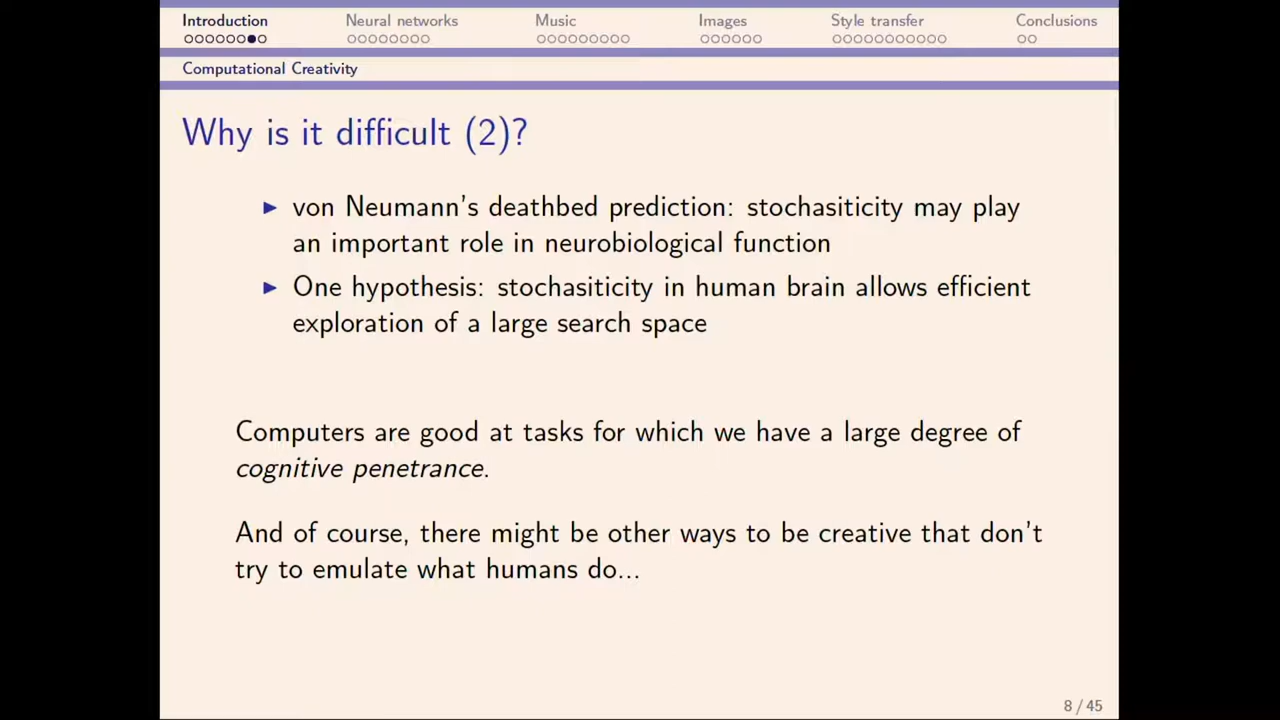 Introduction Neural networks Music Images Style transfer Conclusions
Computational Creativity
Why is it difficult (2)?
von Neumann's deathbed prediction: stochasiticity may play
an important role in neurobiological function
One hypothesis: stochasiticity in human brain allows efficient
exploration of a large search space
Computers are good at tasks for which we have a large degree of
cognitive penetrance.
And of course, there might be other ways to be creative that don't
try to emulate what humans do...
8 / 45